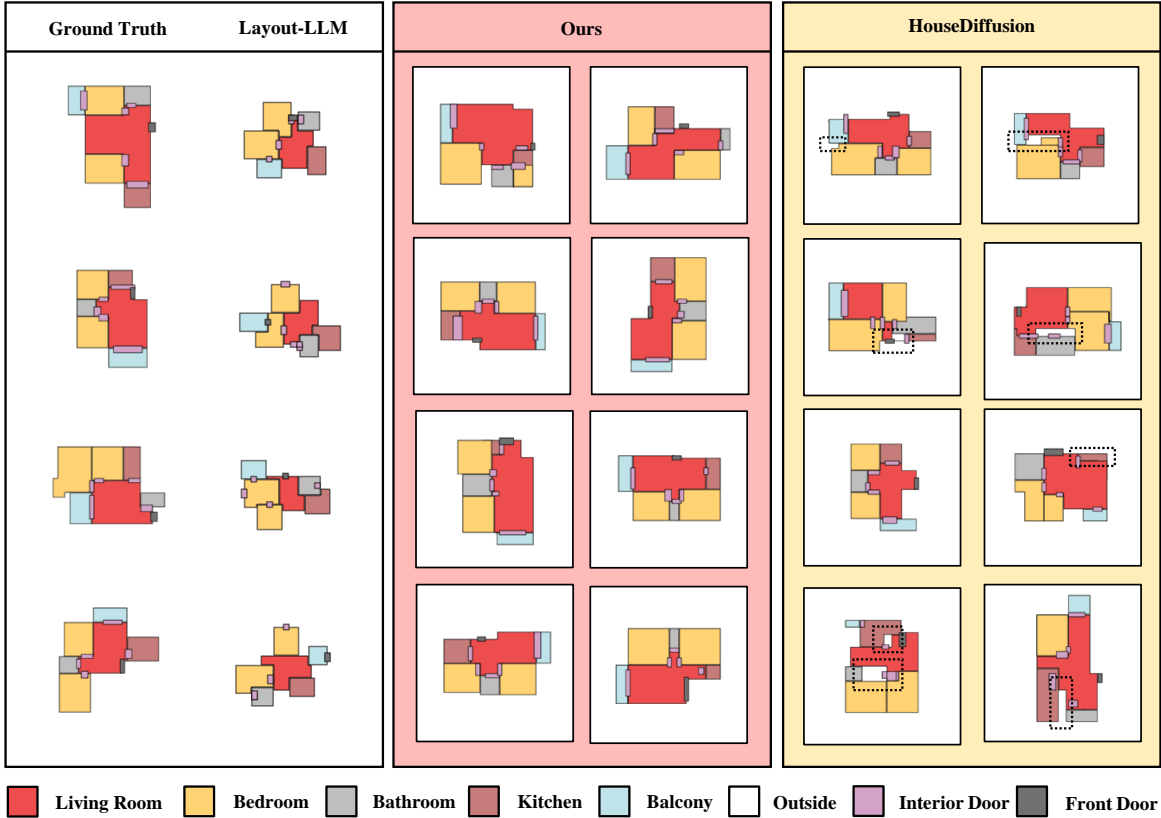 Ground Truth
Layout-LLM
Ours
HouseDiffusion
Living Room
Bedroom
Bathroom
Kitchen
Balcony
Outside
Interior Door
Front Door